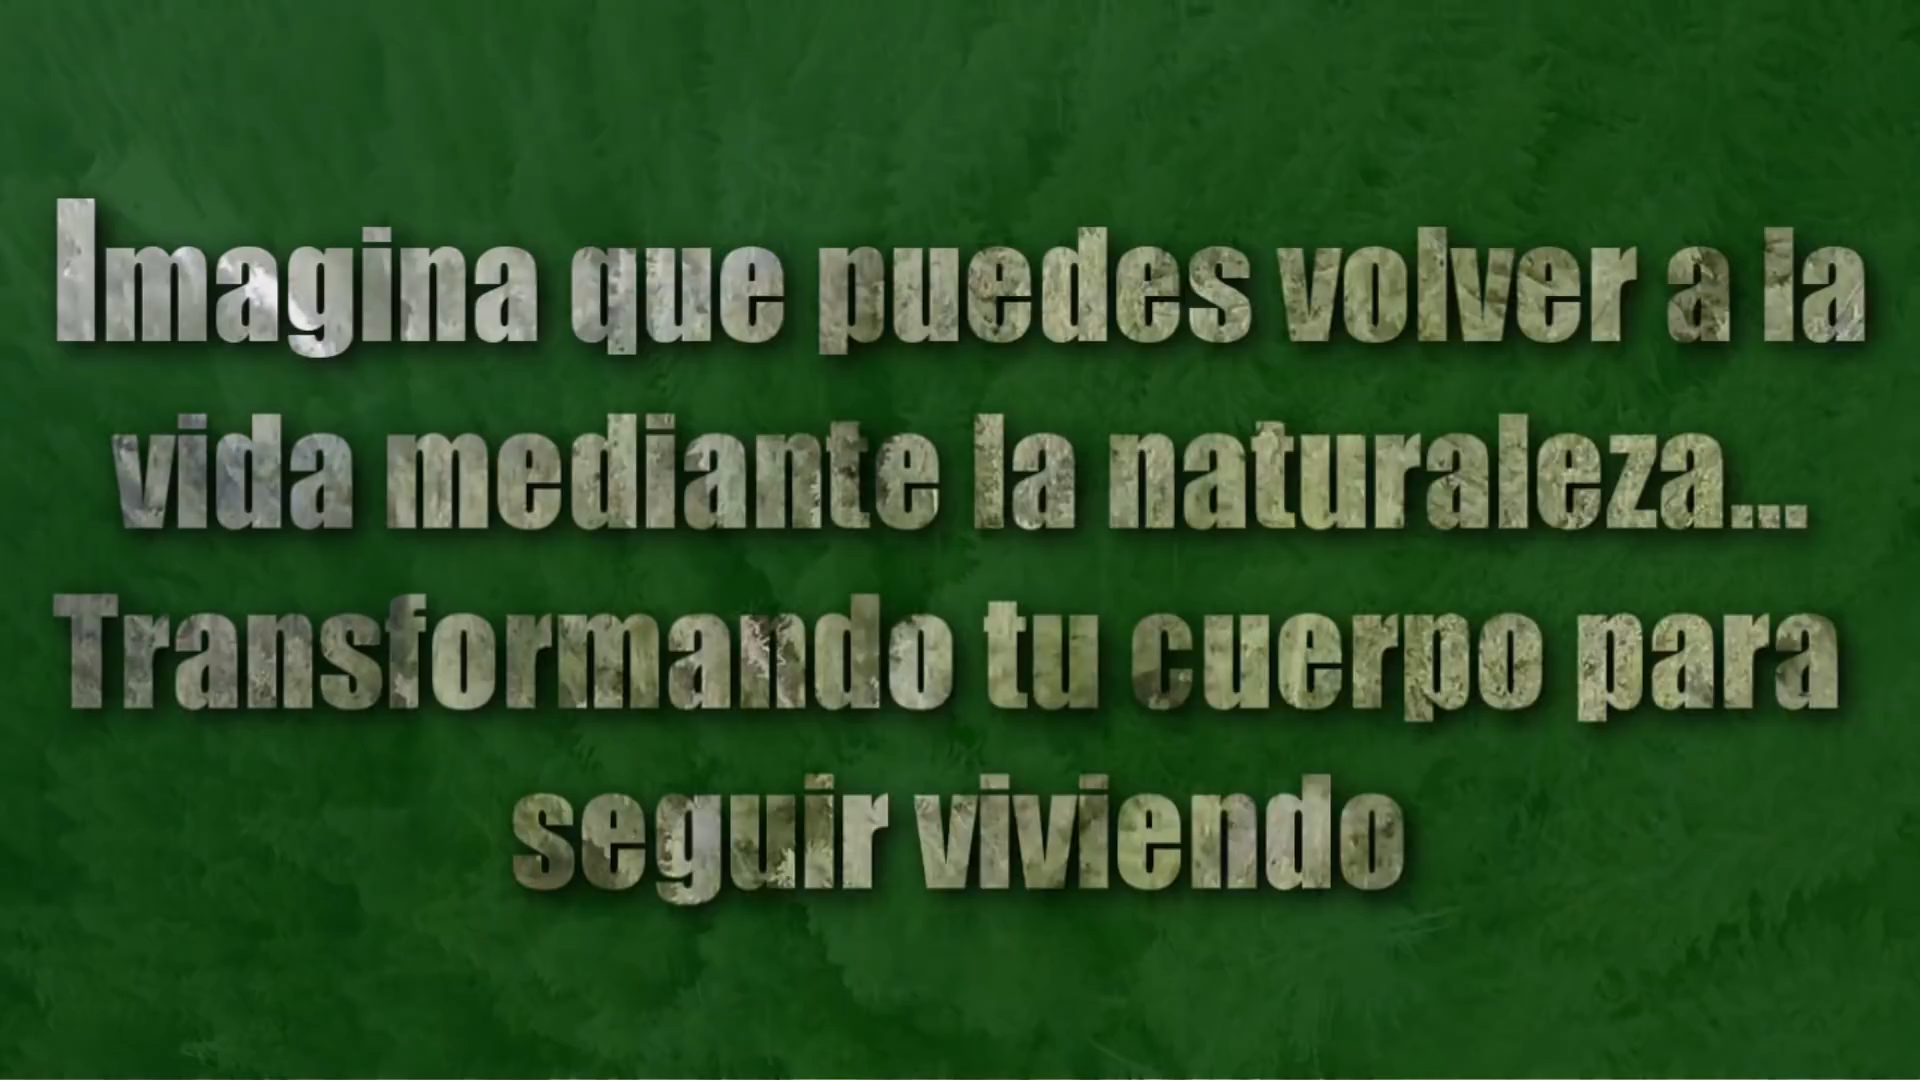 Imagina que puedes volver a la
vida mediante la naturaleza...
Transformando tu cuerpo para
seguir viviendo